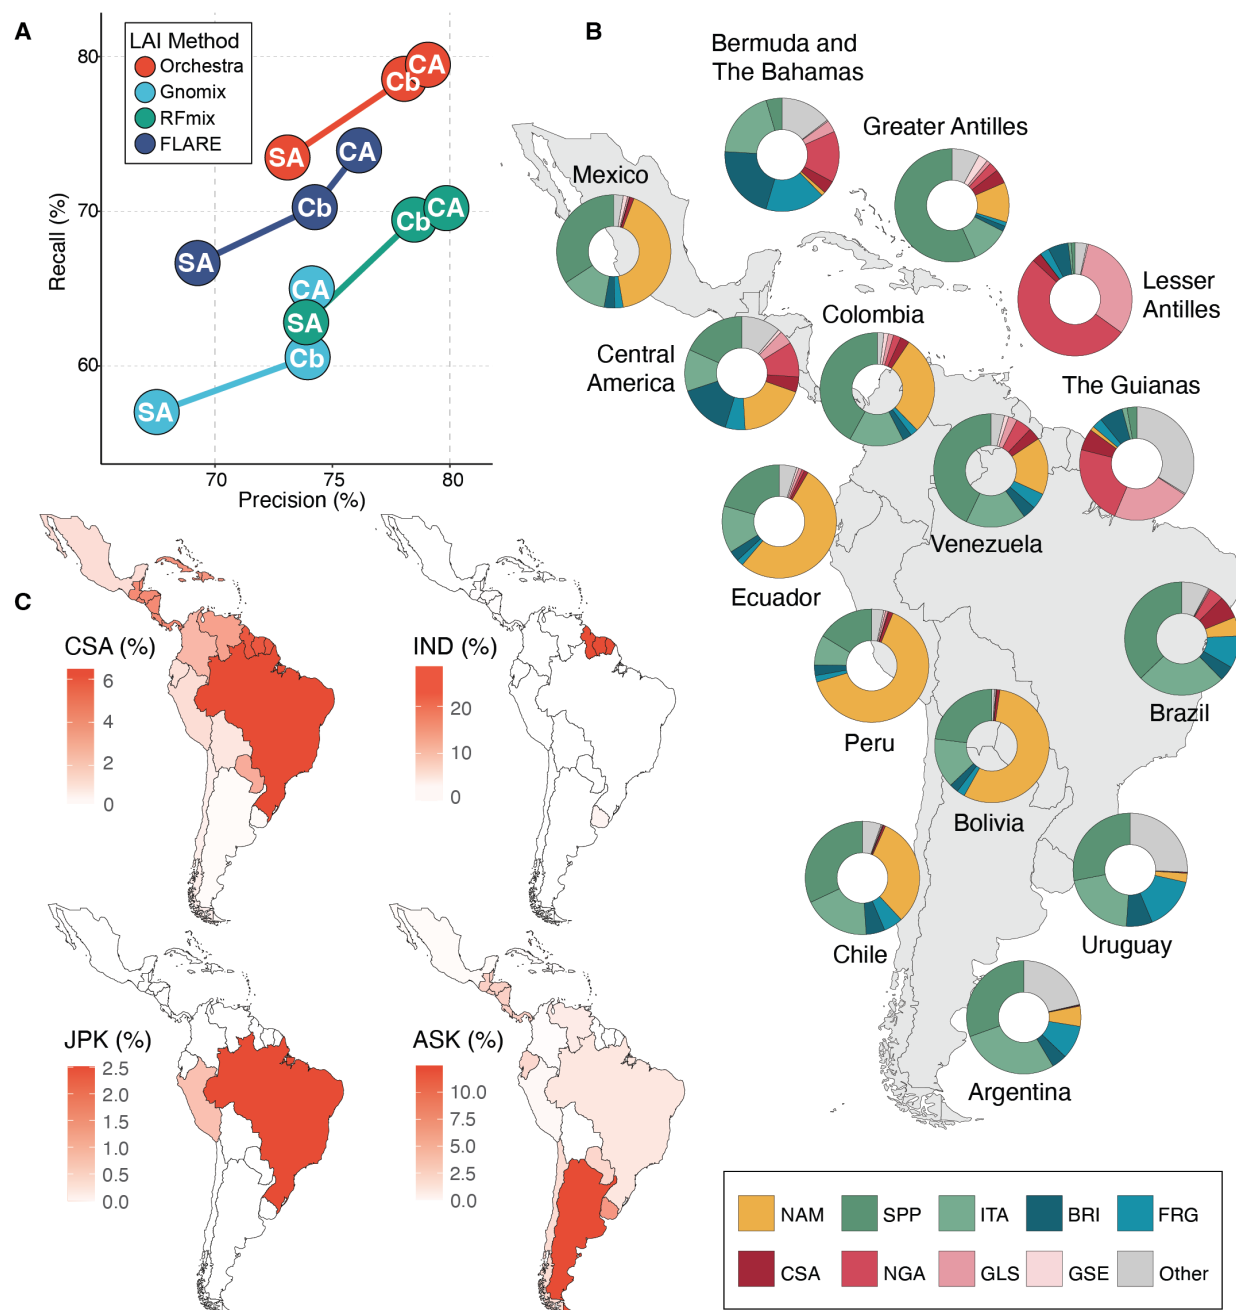 A
LAI Method
Orchestra
Gnomix
RFmix
FLARE
80
70
60
Recall (%)
SA
Cb
CA
SA
Cb
CA
SA
Cb
CA
SA
Cb
CA
70
75
80
Precision (%)
B
Bermuda and
The Bahamas
Greater Antilles
Mexico
Lesser
Antilles
Colombia
Central
America
The Guianas
Venezuela
Ecuador
Brazil
Peru
Bolivia
Chile
Uruguay
Argentina
NAM
SPP
ITA
BRI
FRG
CSA
NGA
GLS
GSE
Other
C
CSA (%)
6
4
2
0
IND (%)
20
10
0
JPK (%)
2.5
2.0
1.5
1.0
0.5
0.0
ASK (%)
10.0
7.5
5.0
2.5
0.0